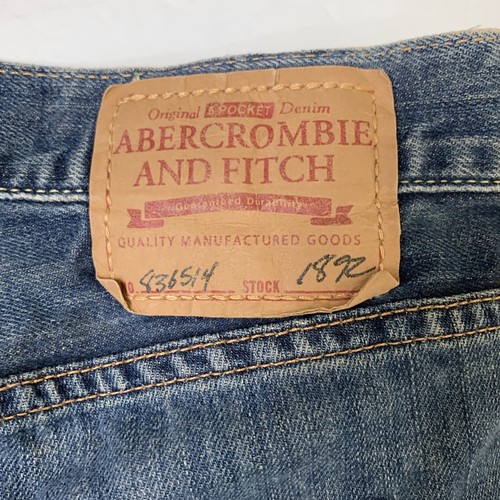 Original 5 POCKET Denim
ABERCROMBIE
AND FITCH
Guaranteed Durability
QUALITY MANUFACTURED GOODS
O. 836514 STOCK 1892